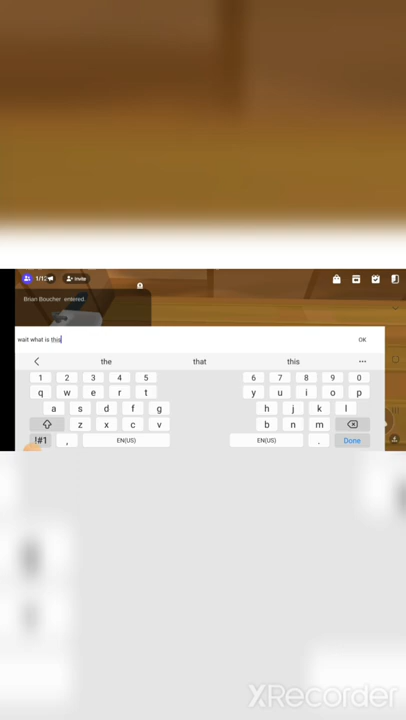 1/12
invite
Brian Boucher entered.
wait what is this
OK
the that this
1 2 3 4 5 6 7 8 9 0
q w e r t y u i o p
a s d f g h j k l
z x c v b n m
!#1 , EN(US) EN(US) . Done
XRecorder